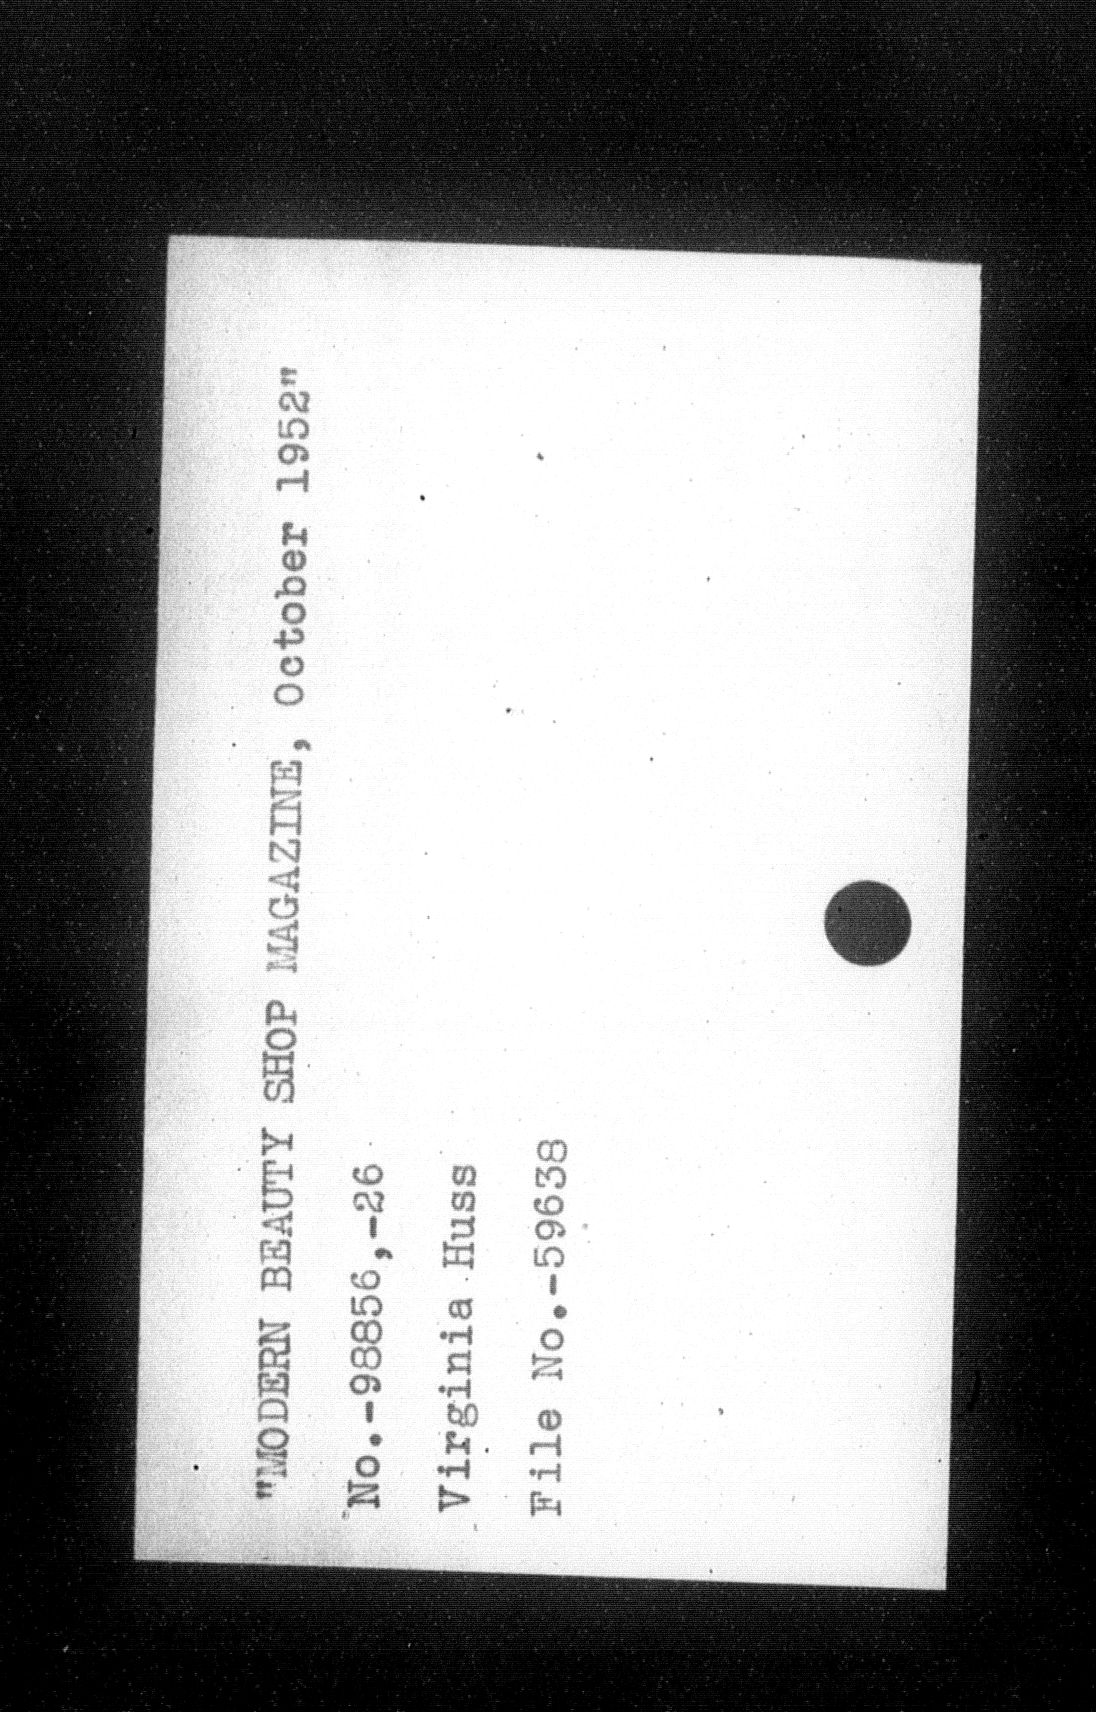 "MODERN BEAUTY SHOP MAGAZINE, October 1952"
No.-98856,-26
Virginia Huss
File No.-59638